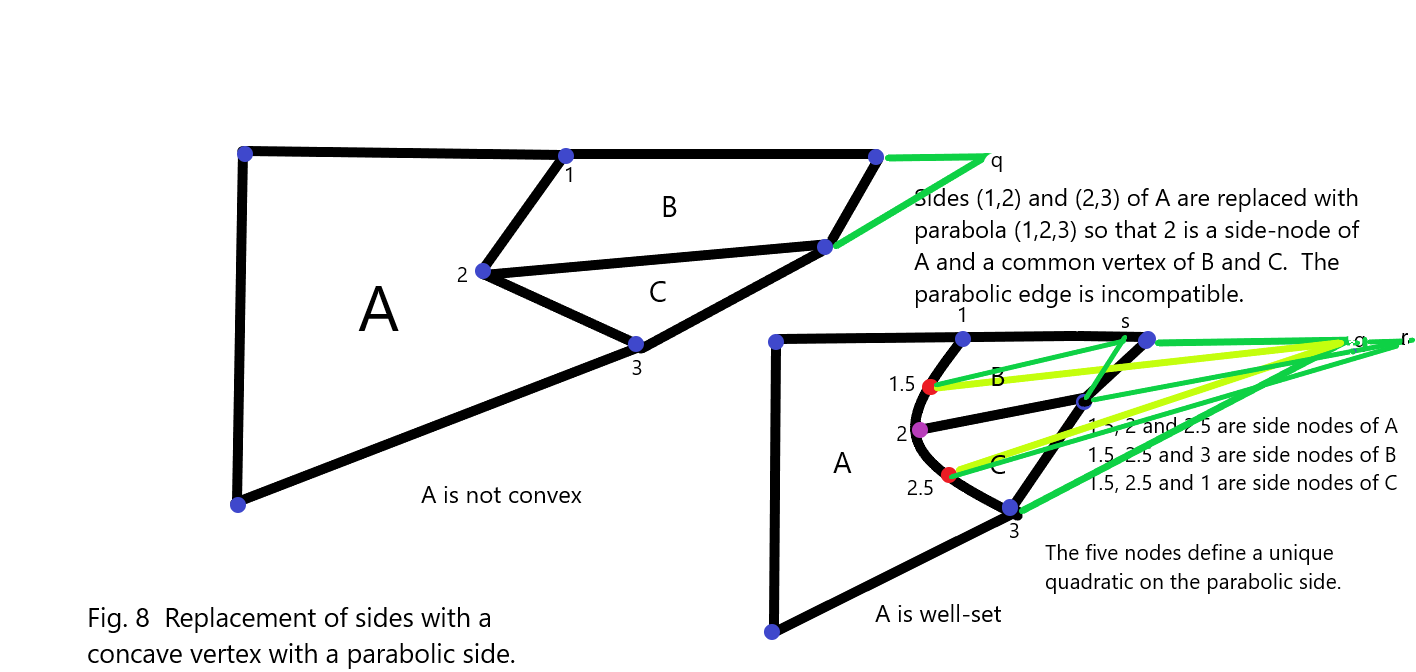 q
1
B
Sides (1,2) and (2,3) of A are replaced with
parabola (1,2,3) so that 2 is a side-node of
A and a common vertex of B and C. The
parabolic edge is incompatible.
2
C
A
3
A is not convex
1
s
q
r
1.5
B
2
1.5, 2 and 2.5 are side nodes of A
A
C
1.5, 2.5 and 3 are side nodes of B
2.5
1.5, 2.5 and 1 are side nodes of C
3
The five nodes define a unique
quadratic on the parabolic side.
A is well-set
Fig. 8 Replacement of sides with a
concave vertex with a parabolic side.